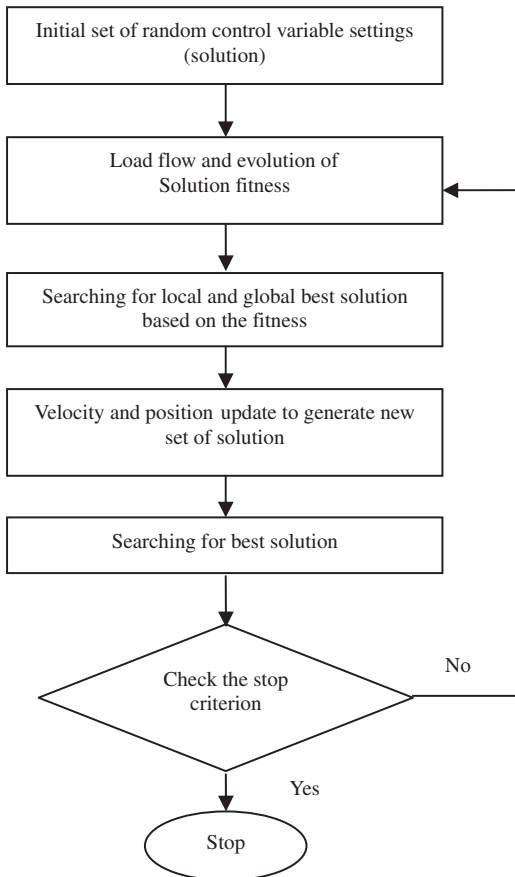 Initial set of random control variable settings
(solution)
Load flow and evolution of
Solution fitness
Searching for local and global best solution
based on the fitness
Velocity and position update to generate new
set of solution
Searching for best solution
Check the stop
criterion
No
Yes
Stop